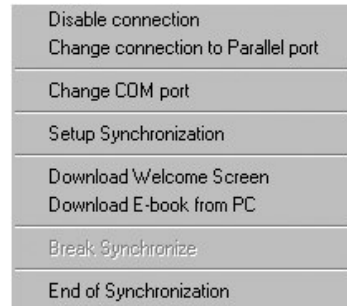 Disable connection
Change connection to Parallel port
Change COM port
Setup Synchronization
Download Welcome Screen
Download E-book from PC
Break Synchronize
End of Synchronization